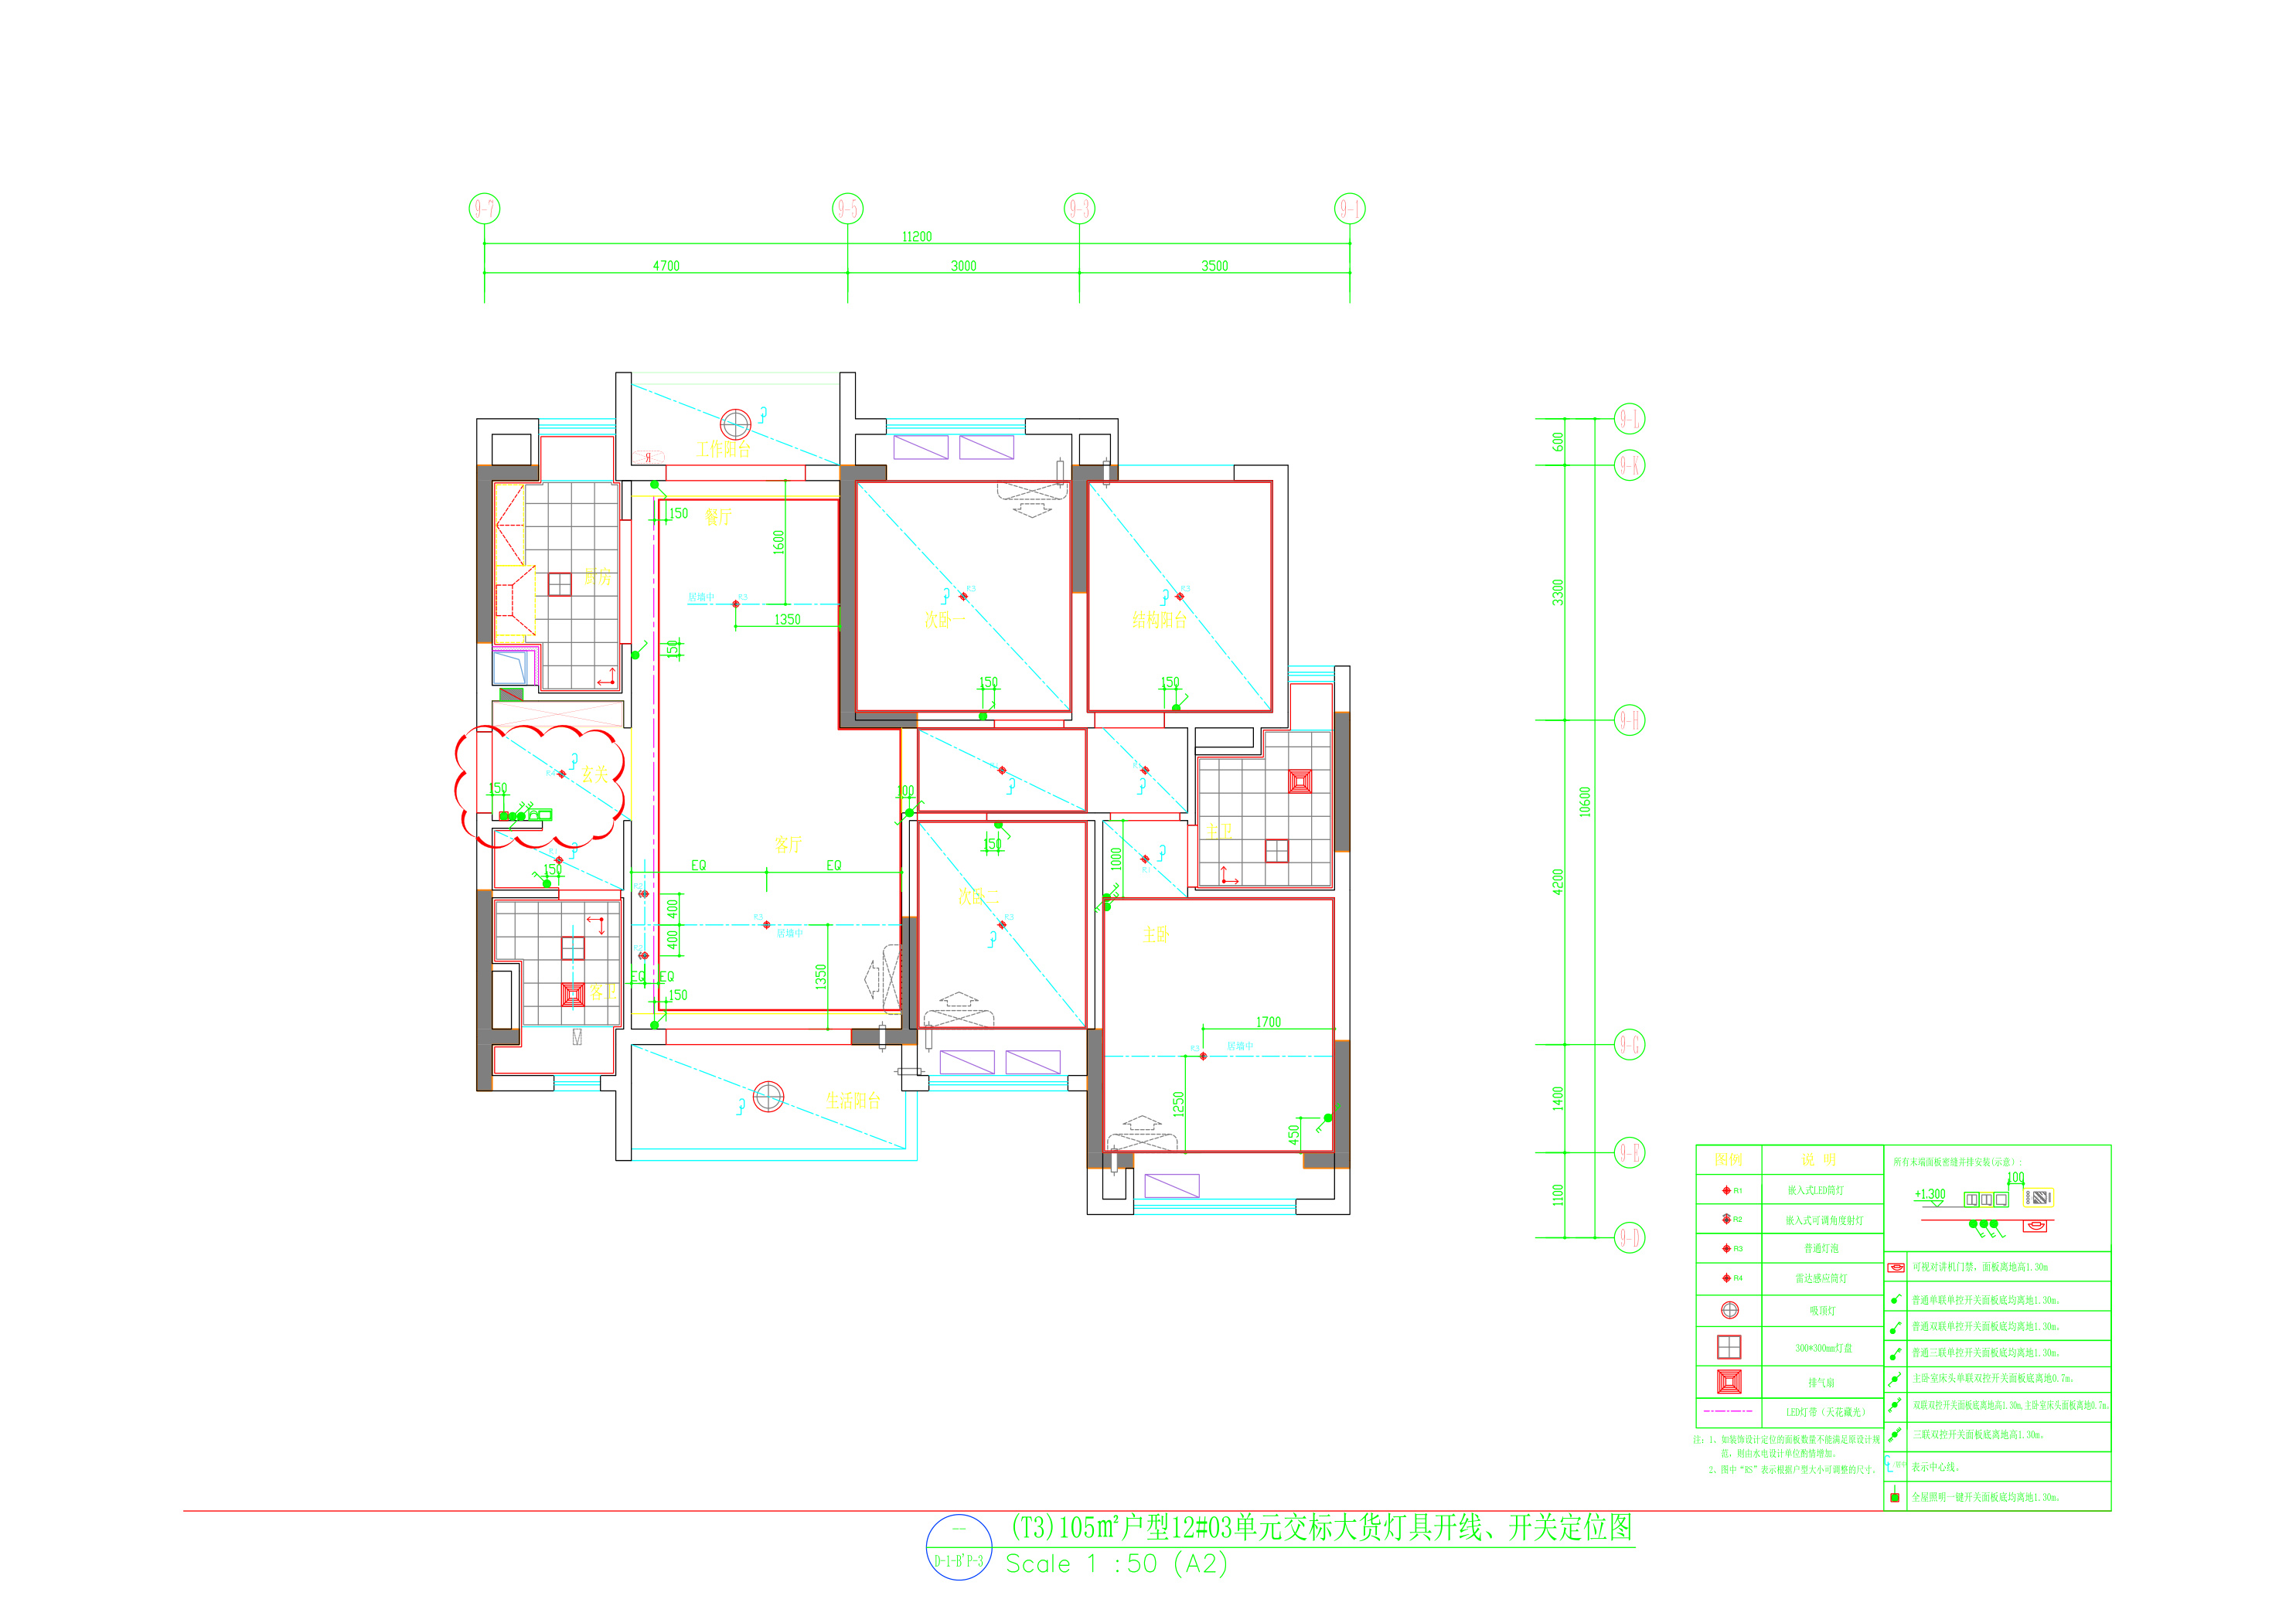 9-7
9-5
9-3
9-1
11200
4700
3000
3500
工作阳台
9-L
600
9-K
餐厅
150
1600
3300
厨房
居墙中
1350
次卧一
结构阳台
150
150
150
9-H
玄关
150
100
10600
客厅
主卫
150
1000
150
EQ
EQ
400
400
次卧二
4200
居墙中
主卧
1350
EQ
EQ
150
客卫
M
1700
居墙中
9-G
生活阳台
1250
1400
450
9-E
1100
9-D
图例
说 明
R1
嵌入式LED筒灯
R2
嵌入式可调角度射灯
R3
普通灯泡
R4
雷达感应筒灯
吸顶灯
300*300mm灯盘
排气扇
LED灯带（天花藏光）
所有末端面板密缝并排安装(示意):
100
+1.300
可视对讲机门禁，面板离地高1.30m
普通单联单控开关面板底均离地1.30m。
普通双联单控开关面板底均离地1.30m。
普通三联单控开关面板底均离地1.30m。
主卧室床头单联双控开关面板底离地0.7m。
双联双控开关面板底离地高1.30m,主卧室床头面板离地0.7m。
三联双控开关面板底离地高1.30m。
表示中心线。
全屋照明一键开关面板底均离地1.30m。
注：1、如装饰设计定位的面板数量不能满足原设计规
范，则由水电设计单位酌情增加。
2、图中“RS”表示根据户型大小可调整的尺寸。
--
D-1-B'P-3
(T3)105m²户型12#03单元交标大货灯具开线、开关定位图
Scale 1 :50 (A2)